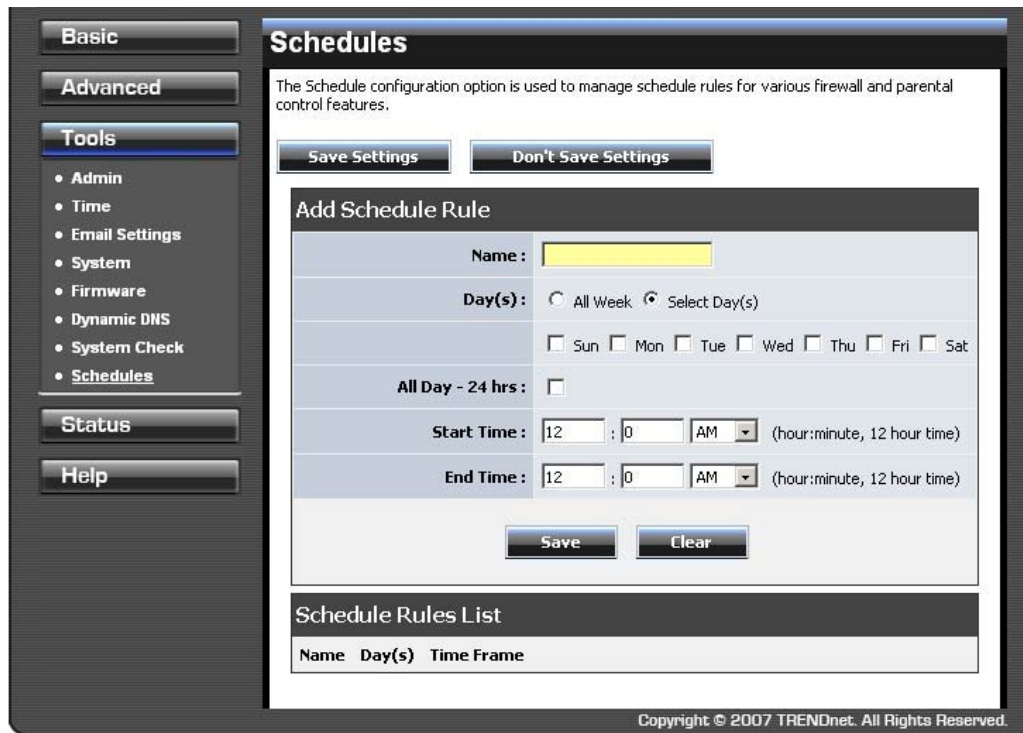 Basic
Advanced
Tools
• Admin
• Time
• Email Settings
• System
• Firmware
• Dynamic DNS
• System Check
• Schedules
Status
Help
Schedules
The Schedule configuration option is used to manage schedule rules for various firewall and parental
control features.
Save Settings Don't Save Settings
Add Schedule Rule
Name :
Day(s) : All Week Select Day(s)
Sun Mon Tue Wed Thu Fri Sat
All Day - 24 hrs :
Start Time : 12 : 0 AM (hour:minute, 12 hour time)
End Time : 12 : 0 AM (hour:minute, 12 hour time)
Save Clear
Schedule Rules List
Name Day(s) Time Frame
Copyright © 2007 TRENDnet. All Rights Reserved.